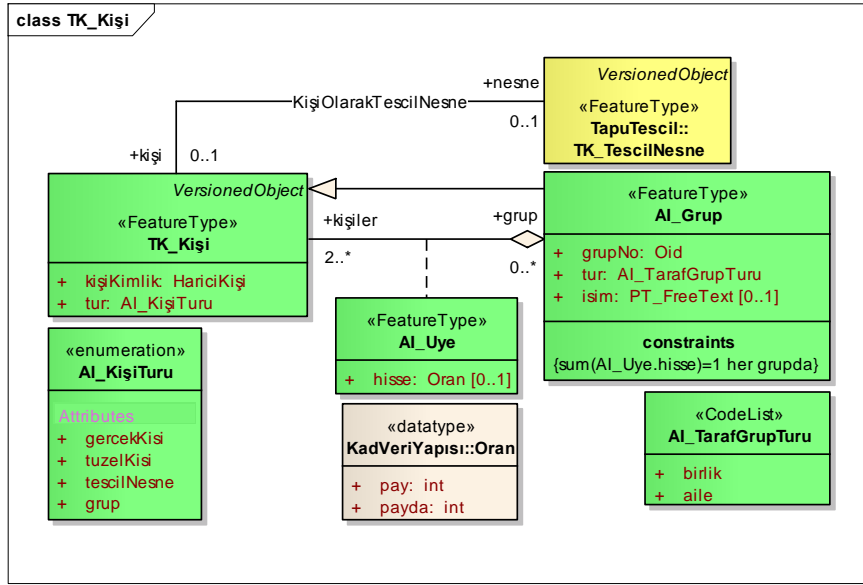 class TK_Kişi
VersionedObject
«FeatureType»
TapuTescil::
TK_TescilNesne
+nesne
KişiOlarakTescilNesne
0..1
+kişi
0..1
VersionedObject
«FeatureType»
TK_Kişi
+ kişiKimlik: HariciKişi
+ tur: AI_KişiTuru
+kişiler
2..*
+grup
0..*
«FeatureType»
AI_Grup
+ grupNo: Oid
+ tur: AI_TarafGrupTuru
+ isim: PT_FreeText [0..1]
constraints
{sum(AI_Uye.hisse)=1 her grupda}
«FeatureType»
AI_Uye
+ hisse: Oran [0..1]
«enumeration»
AI_KişiTuru
Attributes
+ gercekKisi
+ tuzelKisi
+ tescilNesne
+ grup
«datatype»
KadVeriYapısı::Oran
+ pay: int
+ payda: int
«CodeList»
AI_TarafGrupTuru
+ birlik
+ aile